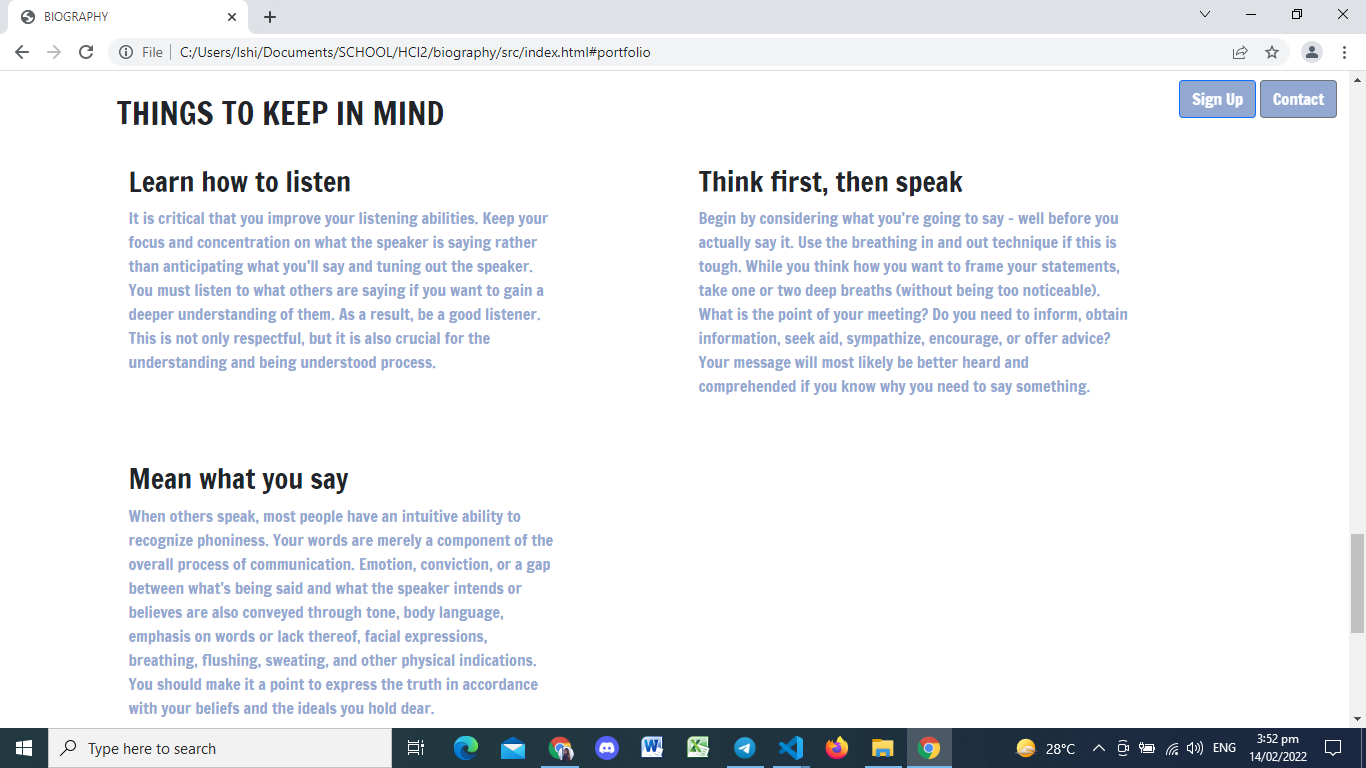 BIOGRAPHY
File
C:/Users/Ishi/Documents/SCHOOL/HCI2/biography/src/index.html#portfolio
Sign Up
Contact
THINGS TO KEEP IN MIND
Learn how to listen
It is critical that you improve your listening abilities. Keep your
focus and concentration on what the speaker is saying rather
than anticipating what you'll say and tuning out the speaker.
You must listen to what others are saying if you want to gain a
deeper understanding of them. As a result, be a good listener.
This is not only respectful, but it is also crucial for the
understanding and being understood process.
Think first, then speak
Begin by considering what you're going to say - well before you
actually say it. Use the breathing in and out technique if this is
tough. While you think how you want to frame your statements,
take one or two deep breaths (without being too noticeable).
What is the point of your meeting? Do you need to inform, obtain
information, seek aid, sympathize, encourage, or offer advice?
Your message will most likely be better heard and
comprehended if you know why you need to say something.
Mean what you say
When others speak, most people have an intuitive ability to
recognize phoniness. Your words are merely a component of the
overall process of communication. Emotion, conviction, or a gap
between what's being said and what the speaker intends or
believes are also conveyed through tone, body language,
emphasis on words or lack thereof, facial expressions,
breathing, flushing, sweating, and other physical indications.
You should make it a point to express the truth in accordance
with your beliefs and the ideals you hold dear.
Type here to search
28°C
ENG
3:52 pm
14/02/2022